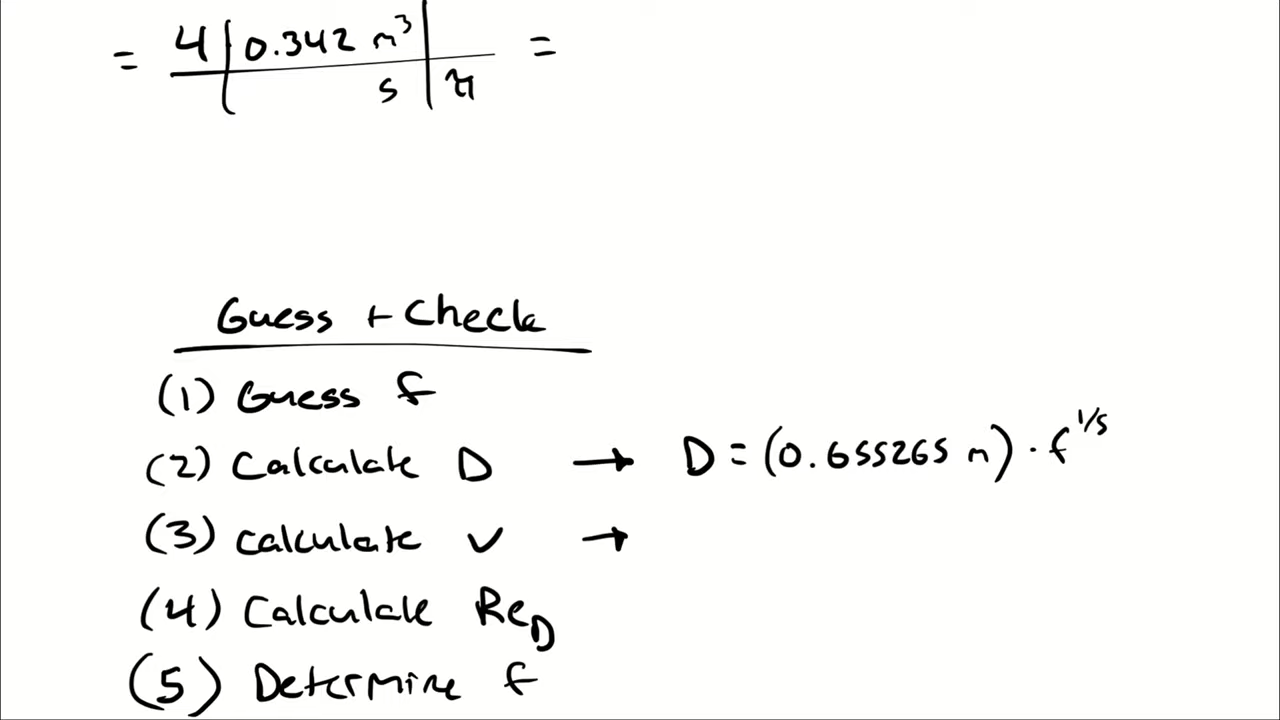 = 4 | 0.342 m³ | =
s | π
Guess + Check
(1) Guess f
(2) Calculate D → D = (0.655265 m) · f^1/5
(3) Calculate v →
(4) Calculate Re_D
(5) Determine f